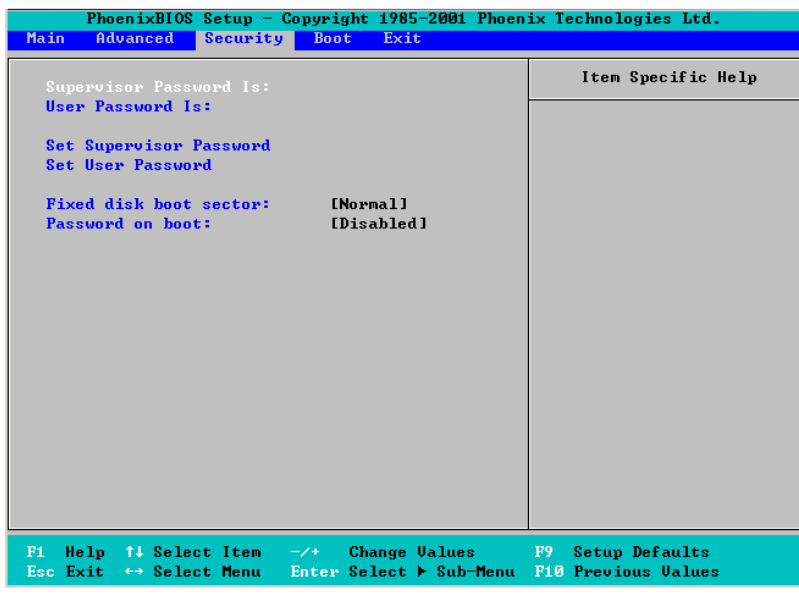 PhoenixBIOS Setup - Copyright 1985-2001 Phoenix Technologies Ltd.
Main Advanced Security Boot Exit
Supervisor Password Is:
User Password Is:
Set Supervisor Password
Set User Password
Fixed disk boot sector: [Normal]
Password on boot: [Disabled]
Item Specific Help
F1 Help ↑↓ Select Item -/+ Change Values F9 Setup Defaults
Esc Exit ↔ Select Menu Enter Select ▶ Sub-Menu F10 Previous Values